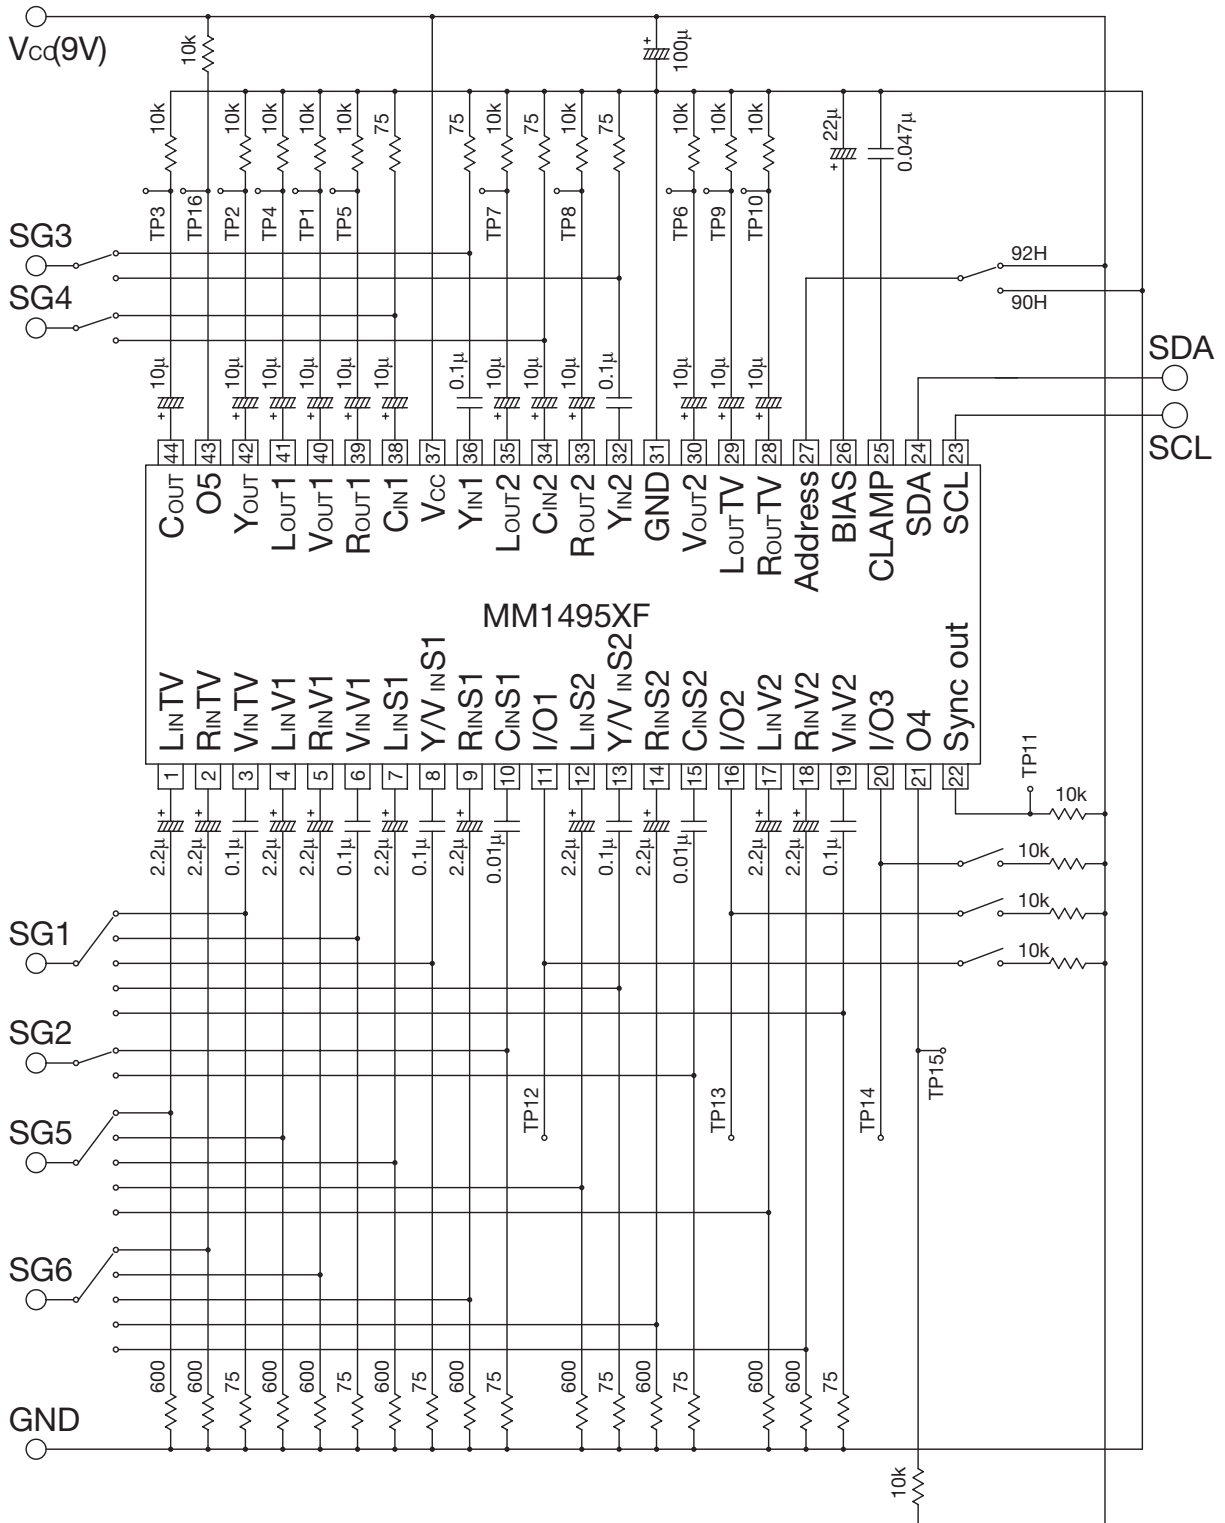 VCC(9V)
10k
+
100μ
10k
10k
10k
10k
10k
75
75
10k
75
10k
75
10k
10k
10k
22μ
+
0.047μ
TP3
TP16
TP2
TP4
TP1
TP5
TP7
TP8
TP6
TP9
TP10
SG3
SG4
92H
90H
SDA
SCL
10μ
10μ
10μ
10μ
10μ
10μ
0.1μ
10μ
10μ
10μ
0.1μ
10μ
10μ
10μ
+ + + + + + + + + + + +
44 43 42 41 40 39 38 37 36 35 34 33 32 31 30 29 28 27 26 25 24 23
COUT
O5
YOUT
LOUT1
VOUT1
ROUT1
CIN1
VCC
YIN1
LOUT2
CIN2
ROUT2
YIN2
GND
VOUT2
LOUTTV
ROUTTV
Address
BIAS
CLAMP
SDA
SCL
MM1495XF
LINTV
RINTV
VINTV
LINV1
RINV1
VINV1
LINS1
Y/VINS1
RINS1
CINS1
I/O1
LINS2
Y/VINS2
RINS2
CINS2
I/O2
LINV2
RINV2
VINV2
I/O3
O4
Sync out
1 2 3 4 5 6 7 8 9 10 11 12 13 14 15 16 17 18 19 20 21 22
TP11
10k
+ + + + + + + + + +
2.2μ
2.2μ
0.1μ
2.2μ
2.2μ
0.1μ
2.2μ
0.1μ
2.2μ
0.01μ
2.2μ
0.1μ
2.2μ
0.01μ
2.2μ
2.2μ
0.1μ
10k
10k
10k
SG1
SG2
SG5
SG6
TP12
TP13
TP14
TP15
600
600
75
600
600
75
600
75
600
75
600
75
600
75
600
600
75
GND
10k